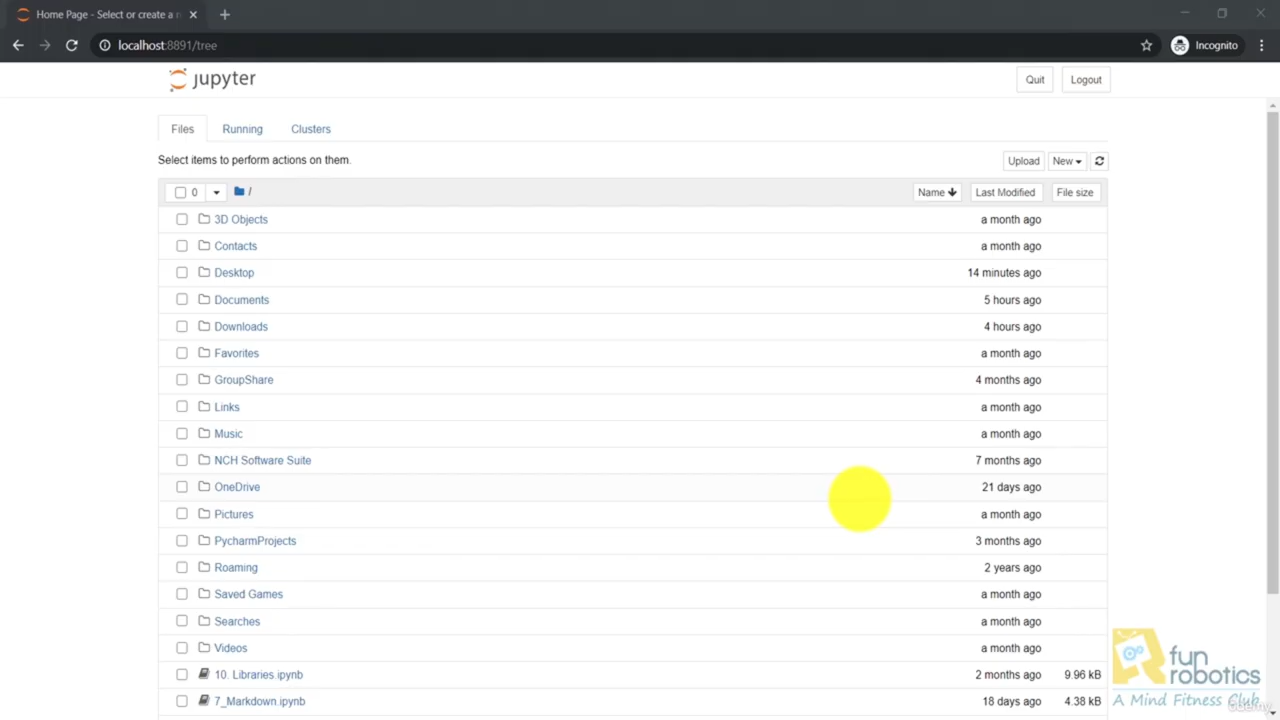 Home Page - Select or create a n
localhost:8891/tree
Incognito
jupyter
Quit
Logout
Files
Running
Clusters
Select items to perform actions on them.
Upload
New
0
/
Name
Last Modified
File size
3D Objects
a month ago
Contacts
a month ago
Desktop
14 minutes ago
Documents
5 hours ago
Downloads
4 hours ago
Favorites
a month ago
GroupShare
4 months ago
Links
a month ago
Music
a month ago
NCH Software Suite
7 months ago
OneDrive
21 days ago
Pictures
a month ago
PycharmProjects
3 months ago
Roaming
2 years ago
Saved Games
a month ago
Searches
a month ago
Videos
a month ago
10. Libraries.ipynb
2 months ago
9.96 kB
7_Markdown.ipynb
18 days ago
4.38 kB
fun
robotics
A Mind Fitness Club
udemy